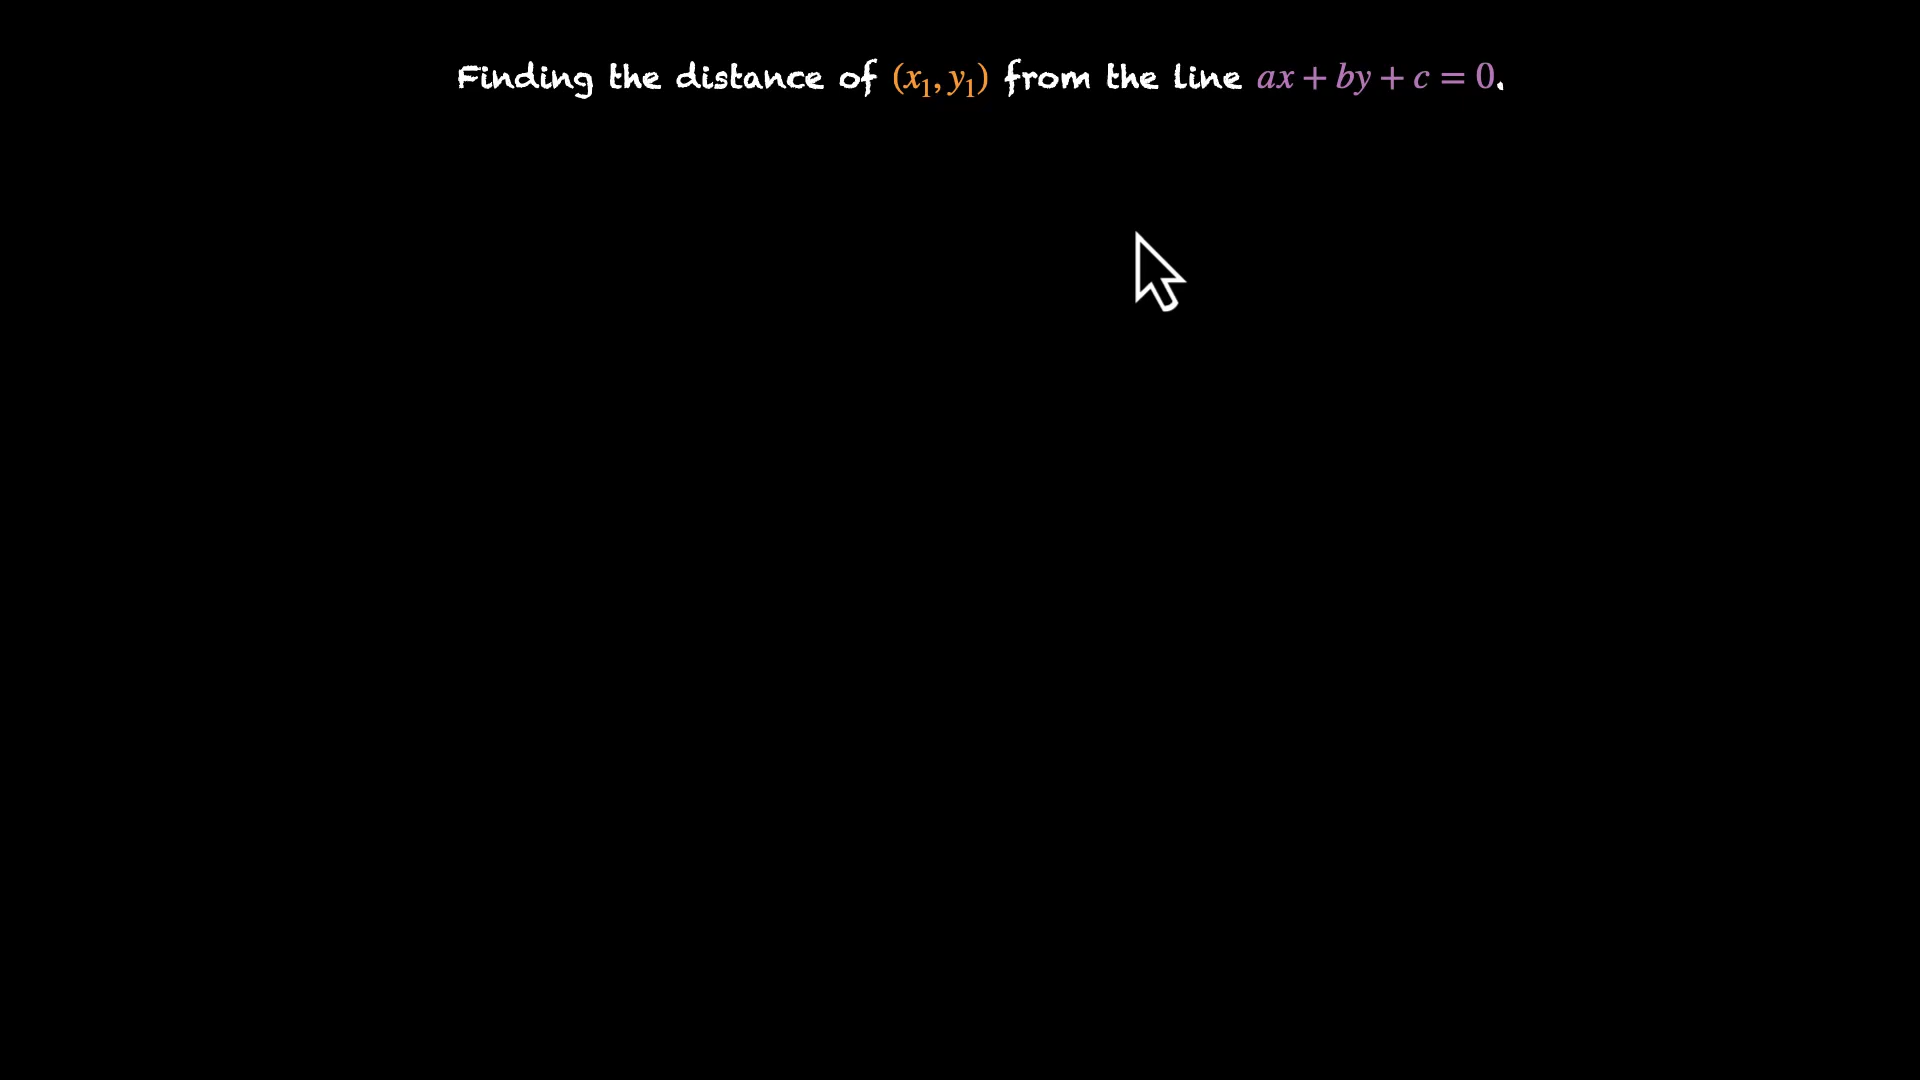 Finding the distance of (x₁, y₁) from the line ax + by + c = 0.